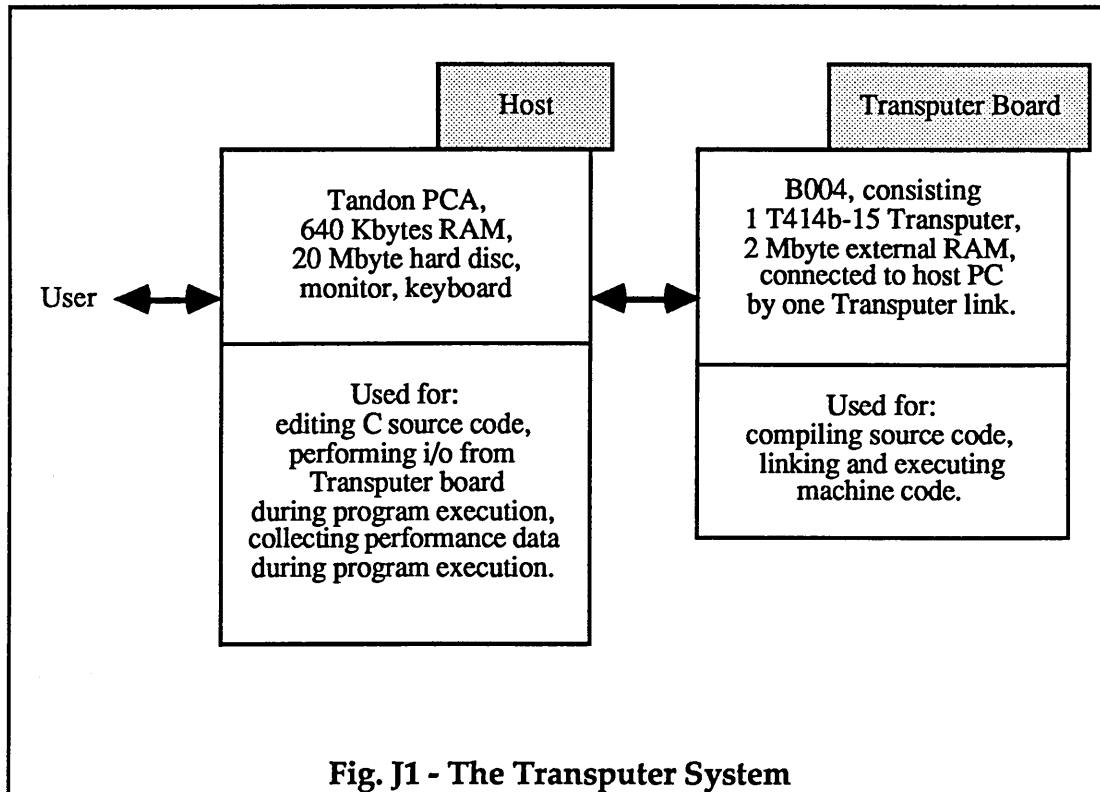 Host
Transputer Board
User
Tandon PCA,
640 Kbytes RAM,
20 Mbyte hard disc,
monitor, keyboard
Used for:
editing C source code,
performing i/o from
Transputer board
during program execution,
collecting performance data
during program execution.
B004, consisting
1 T414b-15 Transputer,
2 Mbyte external RAM,
connected to host PC
by one Transputer link.
Used for:
compiling source code,
linking and executing
machine code.
Fig. J1 - The Transputer System